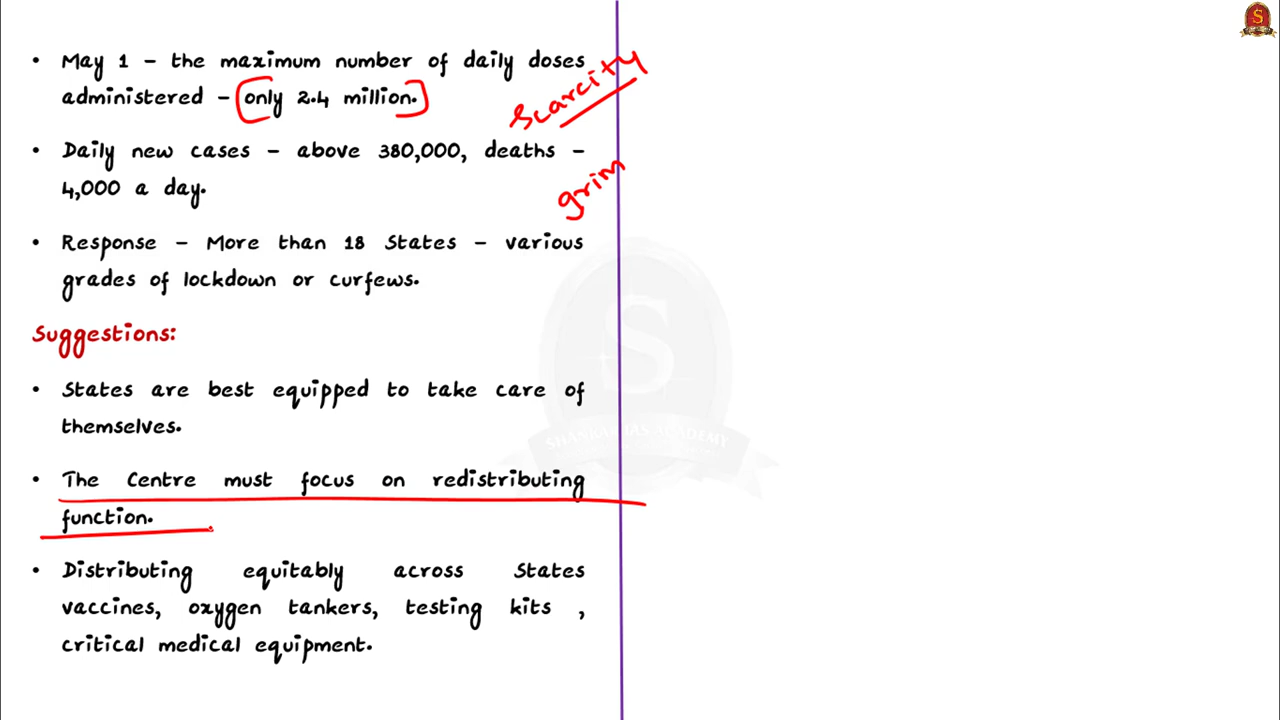 • May 1 – the maximum number of daily doses
administered – only 2.4 million.
scarcity
• Daily new cases – above 380,000, deaths –
4,000 a day.
grim
• Response – More than 18 States – various
grades of lockdown or curfews.
Suggestions:
• States are best equipped to take care of
themselves.
• The Centre must focus on redistributing
function.
• Distributing equitably across States
vaccines, oxygen tankers, testing kits ,
critical medical equipment.
S
SHANKAR IAS ACADEMY
S